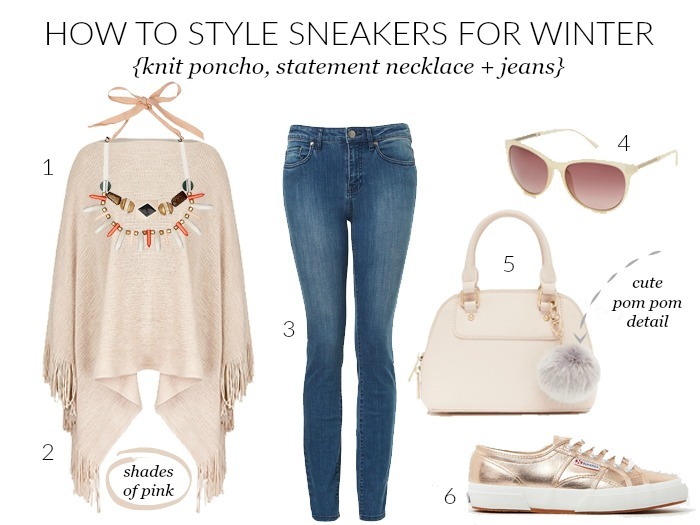 HOW TO STYLE SNEAKERS FOR WINTER
{knit poncho, statement necklace + jeans}
1
2
shades
of pink
3
4
5
cute
pom pom
detail
6